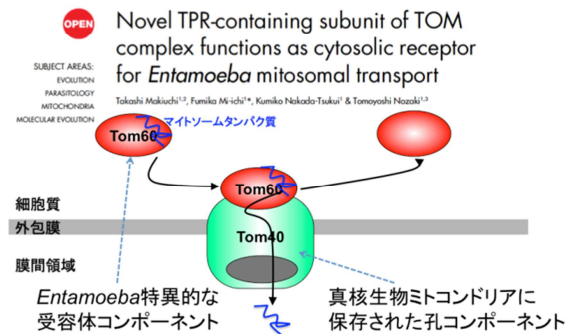 OPEN
Novel TPR-containing subunit of TOM
complex functions as cytosolic receptor
for Entamoeba mitosomal transport
SUBJECT AREAS:
EVOLUTION
PARASITOLOGY
MITOCHONDRIA
MOLECULAR EVOLUTION
Takashi Makiuchi1,2, Fumika Mi-ichi1*, Kumiko Nakada-Tsukui1 & Tomoyoshi Nozaki1,3
マイトソームタンパク質
Tom60
Tom60
細胞質
外包膜
Tom40
膜間領域
Entamoeba特異的な
受容体コンポーネント
真核生物ミトコンドリアに
保存された孔コンポーネント